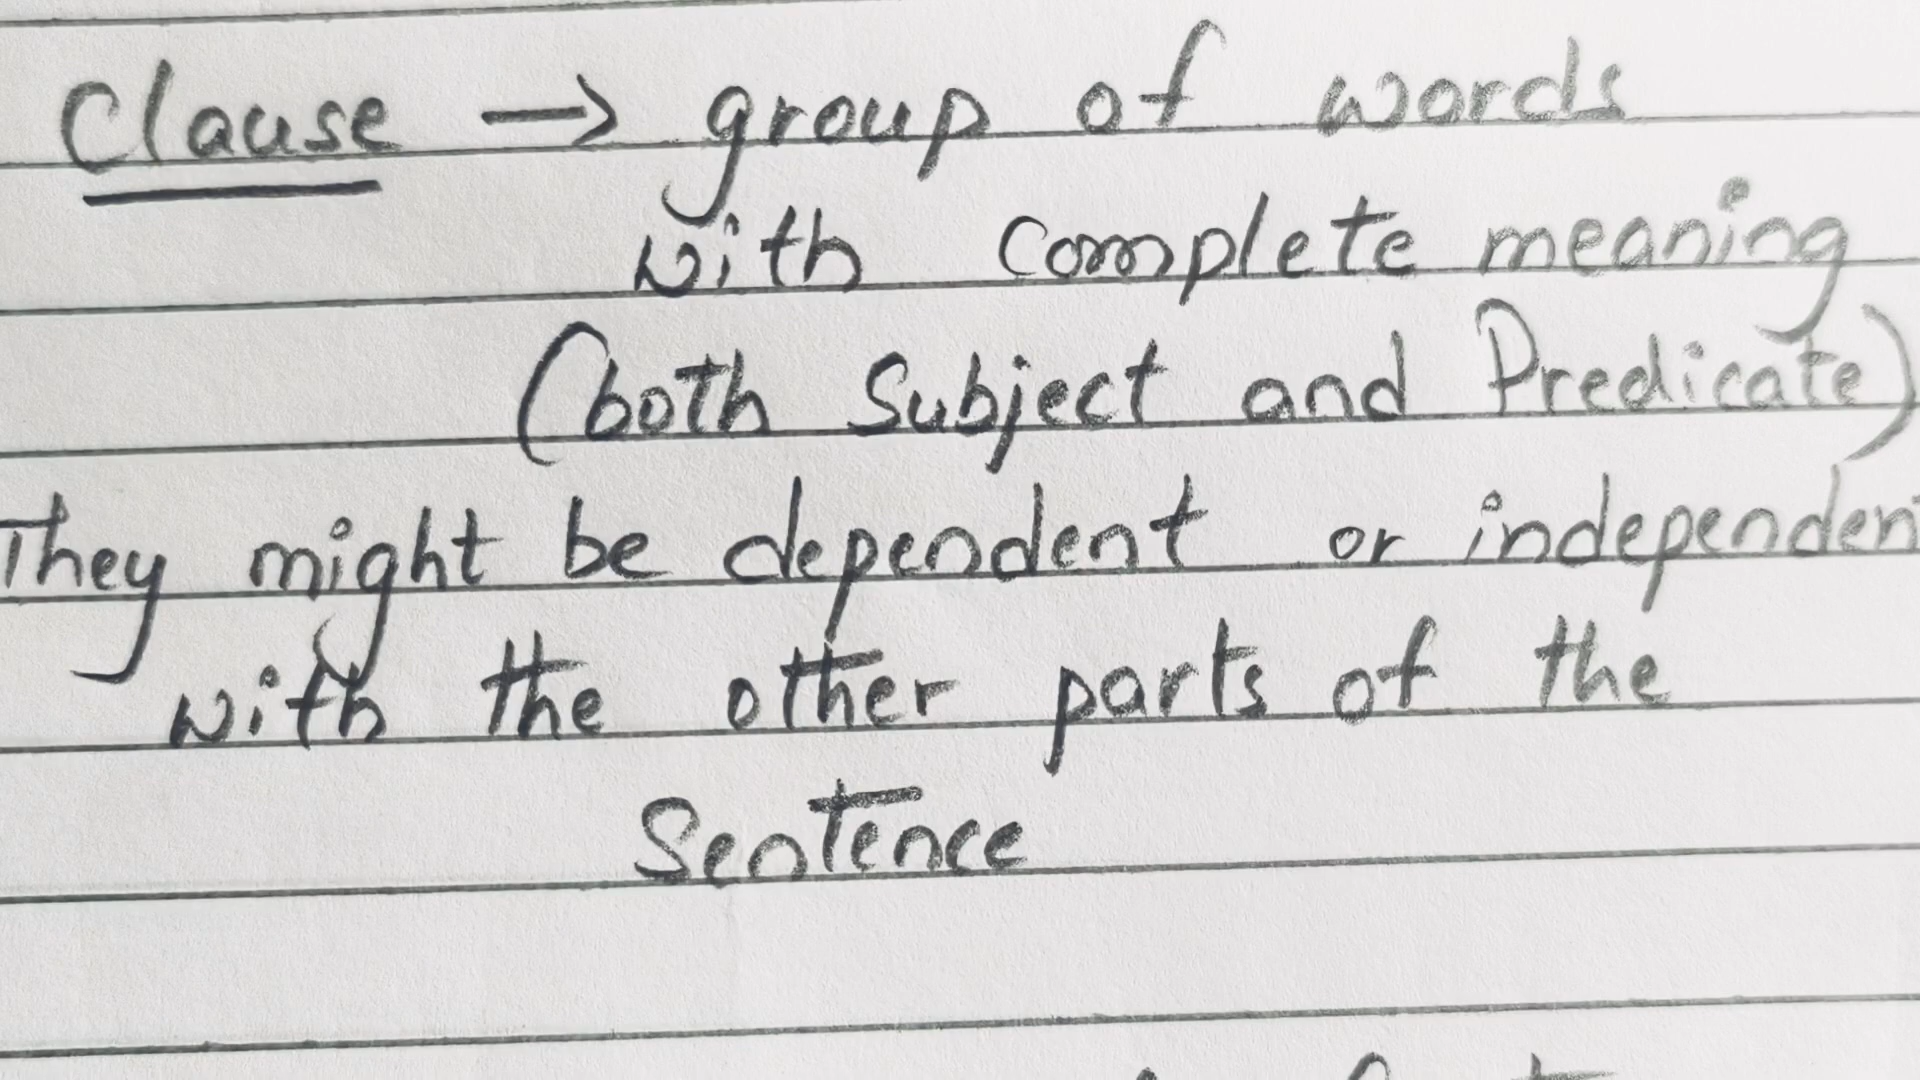 Clause → group of words
with complete meaning
(both Subject and Predicate)
They might be dependent or independent
with the other parts of the
Sentence